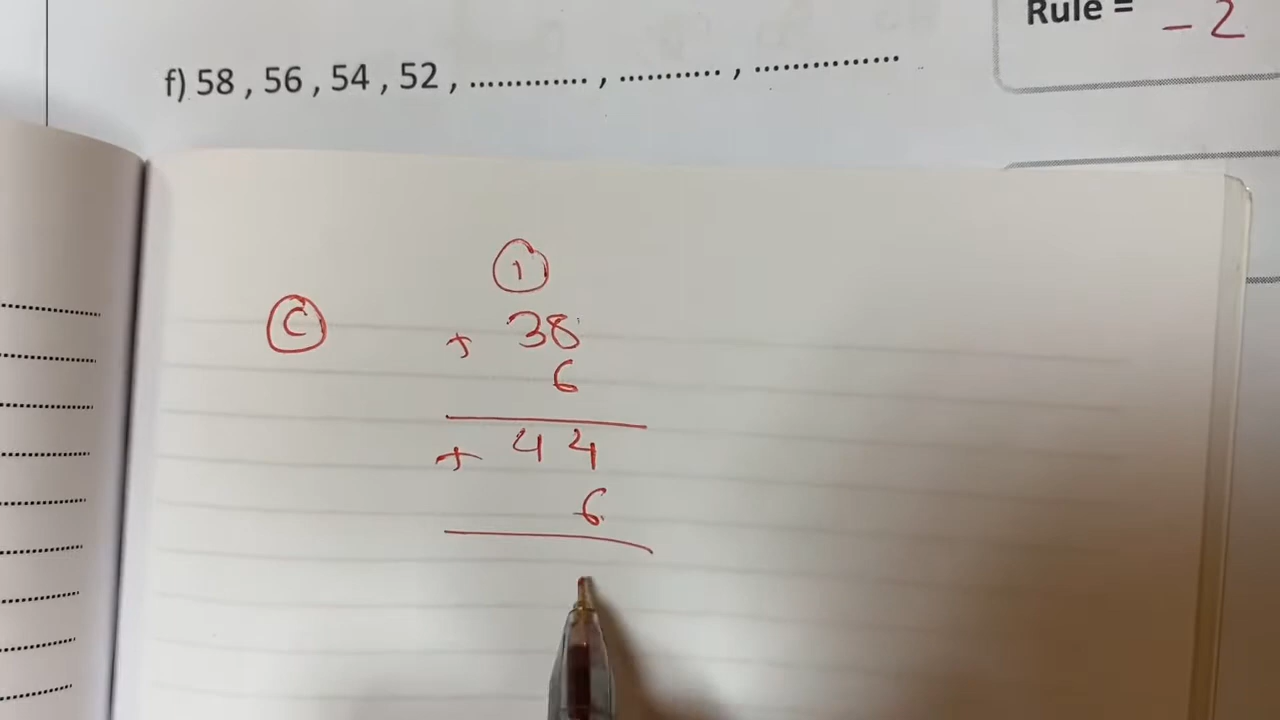 Rule = - 2
f) 58 , 56 , 54 , 52 , ............. , ........... , ...............
1
C
+ 38
6
+ 44
6